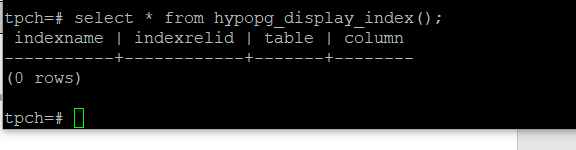 tpch=# select * from hypopg_display_index();
 indexname | indexrelid | table | column
-----------+------------+-------+--------
(0 rows)
tpch=#